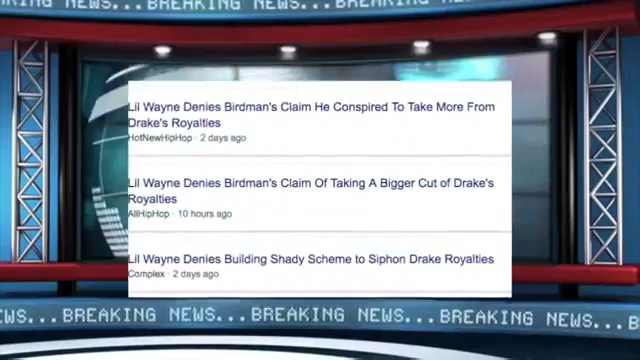 BREAKING NEWS...BREAKING NEWS...BREAKING NEWS...BREAKING NEWS
Lil Wayne Denies Birdman's Claim He Conspired To Take More From
Drake's Royalties
HotNewHipHop · 2 days ago
Lil Wayne Denies Birdman's Claim Of Taking A Bigger Cut of Drake's
Royalties
AllHipHop · 10 hours ago
Lil Wayne Denies Building Shady Scheme to Siphon Drake Royalties
Complex · 2 days ago
WS...BREAKING NEWS...BREAKING NEWS...BREAKING NEWS...